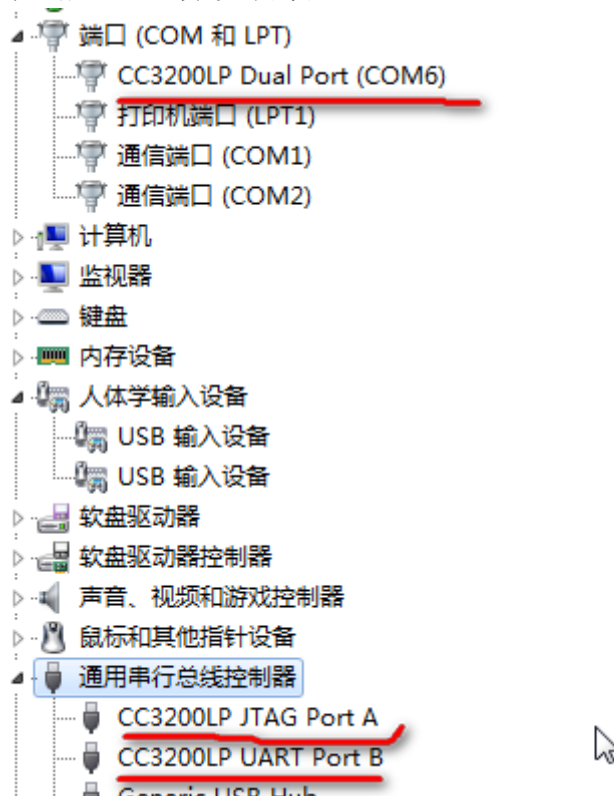 端口 (COM 和 LPT)
CC3200LP Dual Port (COM6)
打印机端口 (LPT1)
通信端口 (COM1)
通信端口 (COM2)
计算机
监视器
键盘
内存设备
人体学输入设备
USB 输入设备
USB 输入设备
软盘驱动器
软盘驱动器控制器
声音、视频和游戏控制器
鼠标和其他指针设备
通用串行总线控制器
CC3200LP JTAG Port A
CC3200LP UART Port B
Generic USB Hub